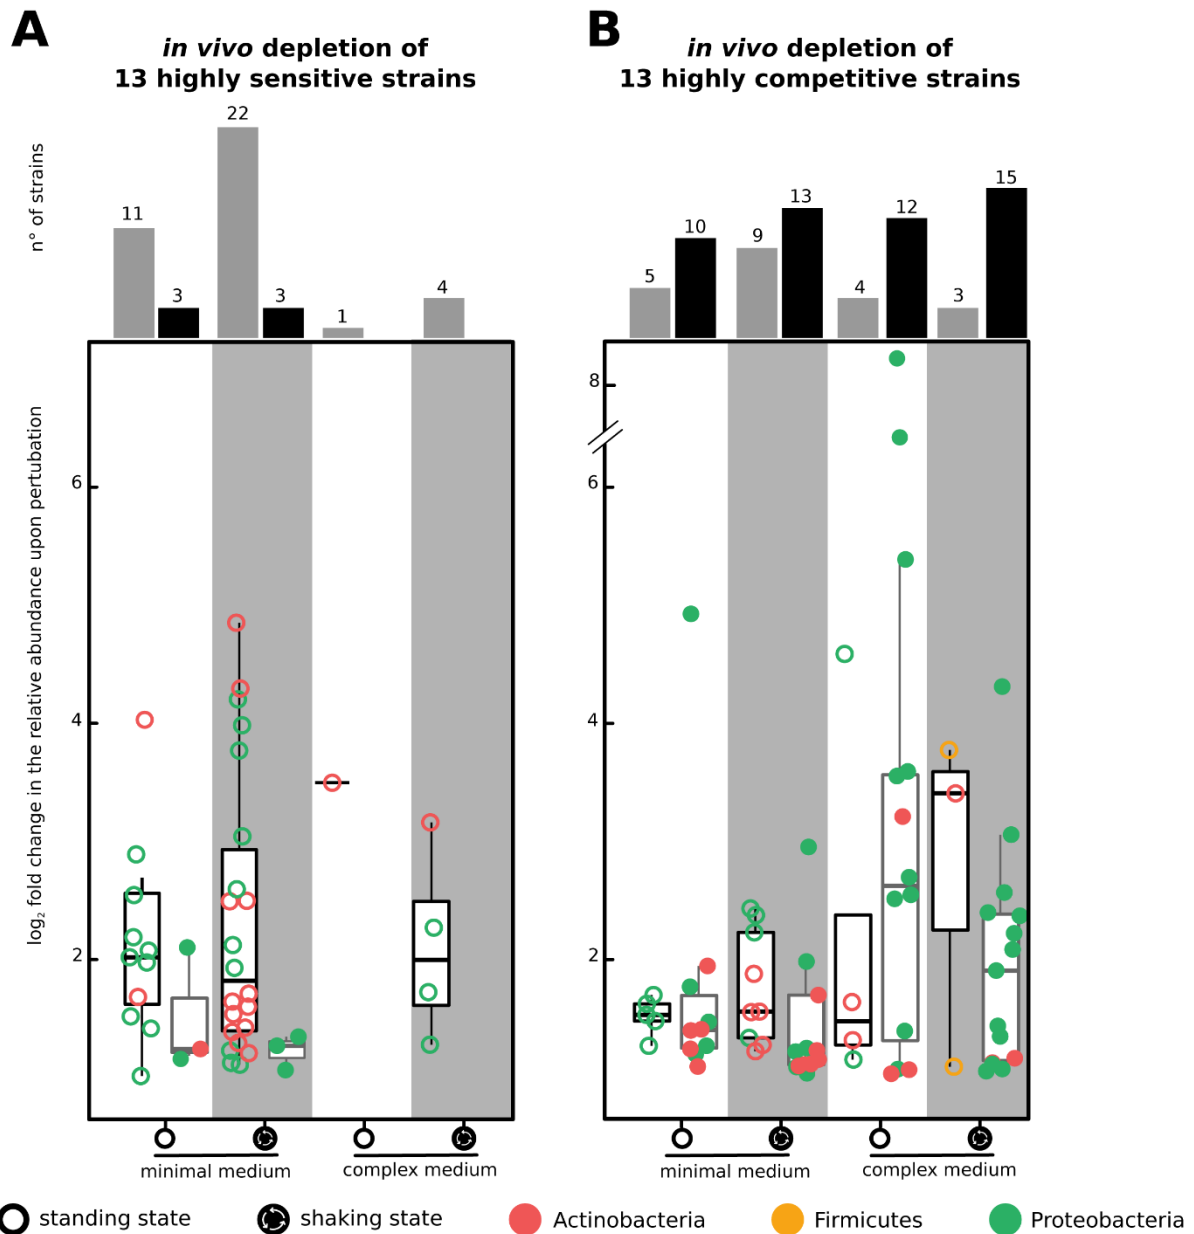 A
in vivo depletion of
13 highly sensitive strains
n° of strains
11
3
22
3
1
4
log₂ fold change in the relative abundance upon pertubation
6
4
2
minimal medium
complex medium
B
in vivo depletion of
13 highly competitive strains
5
10
9
13
4
12
3
15
8
6
4
2
minimal medium
complex medium
standing state
shaking state
Actinobacteria
Firmicutes
Proteobacteria